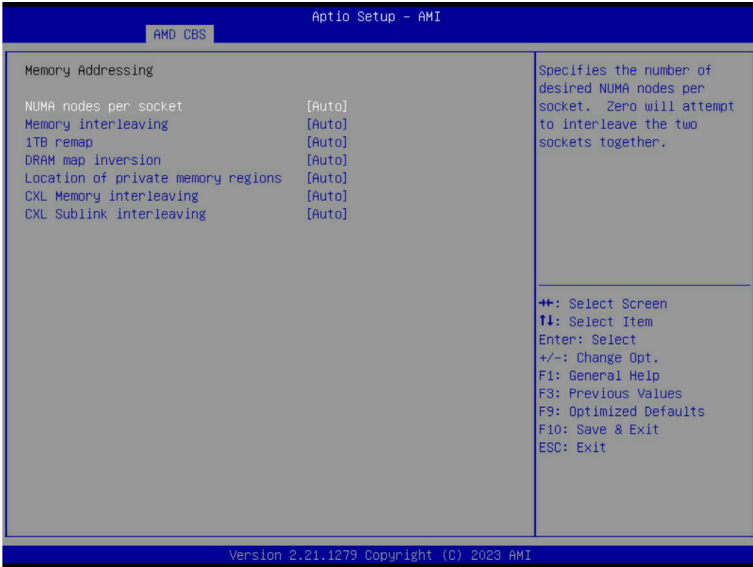 Aptio Setup – AMI
AMD CBS
Memory Addressing
NUMA nodes per socket [Auto]
Memory interleaving [Auto]
1TB remap [Auto]
DRAM map inversion [Auto]
Location of private memory regions [Auto]
CXL Memory interleaving [Auto]
CXL Sublink interleaving [Auto]
Specifies the number of
desired NUMA nodes per
socket. Zero will attempt
to interleave the two
sockets together.
→←: Select Screen
↑↓: Select Item
Enter: Select
+/-: Change Opt.
F1: General Help
F3: Previous Values
F9: Optimized Defaults
F10: Save & Exit
ESC: Exit
Version 2.21.1279 Copyright (C) 2023 AMI